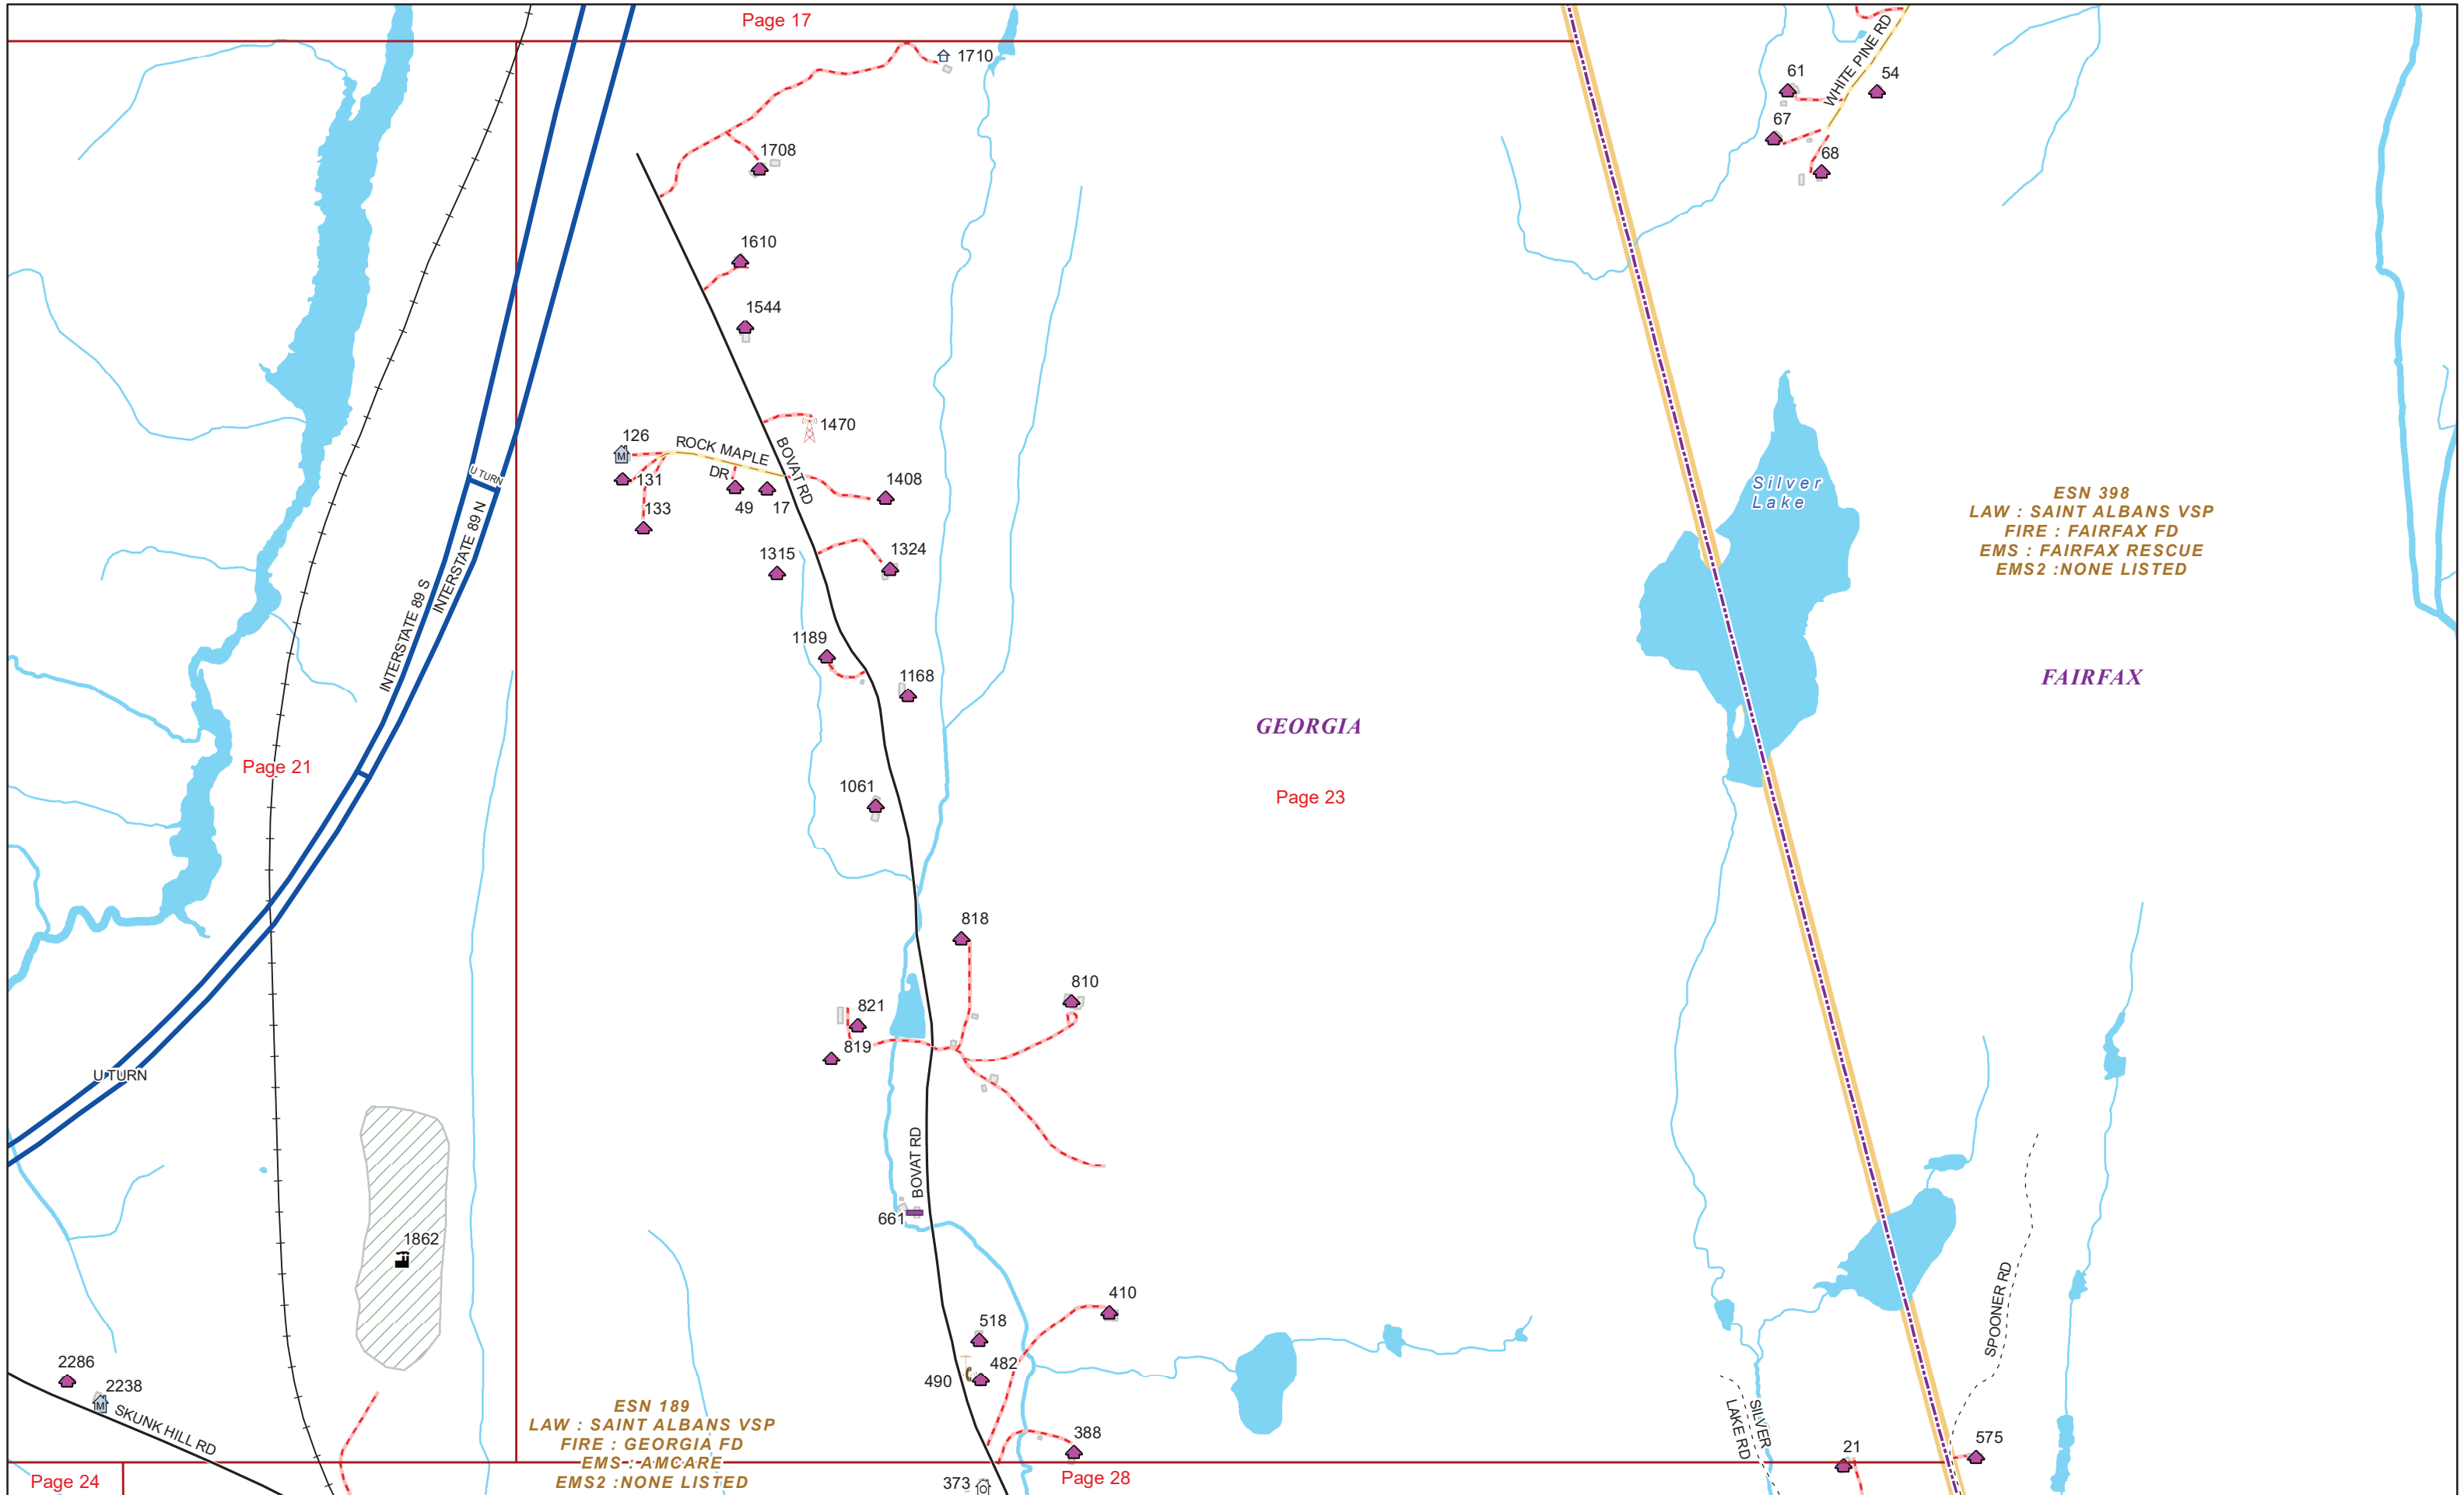 Page 17
1710
61
WHITE PINE RD
54
67
68
1708
1610
1544
1470
126
ROCK MAPLE
DR
BOVAT RD
U TURN
131
133
49
17
1408
Silver
Lake
ESN 398
LAW : SAINT ALBANS VSP
FIRE : FAIRFAX FD
EMS : FAIRFAX RESCUE
EMS2 :NONE LISTED
INTERSTATE 89 S
INTERSTATE 89 N
1315
1324
1189
1168
FAIRFAX
GEORGIA
Page 21
Page 23
1061
818
810
821
819
U TURN
BOVAT RD
661
1862
410
518
482
490
SPOONER RD
2286
2238
M
M
SKUNK HILL RD
ESN 189
LAW : SAINT ALBANS VSP
FIRE : GEORGIA FD
EMS : AMCARE
EMS2 :NONE LISTED
388
SILVER
LAKE RD
21
575
Page 24
373
O
Page 28